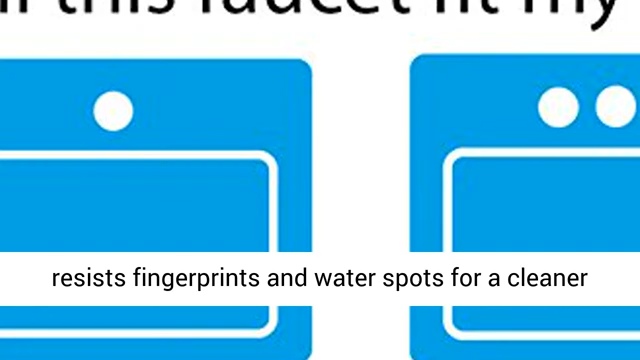 this faucet fit my
resists fingerprints and water spots for a cleaner